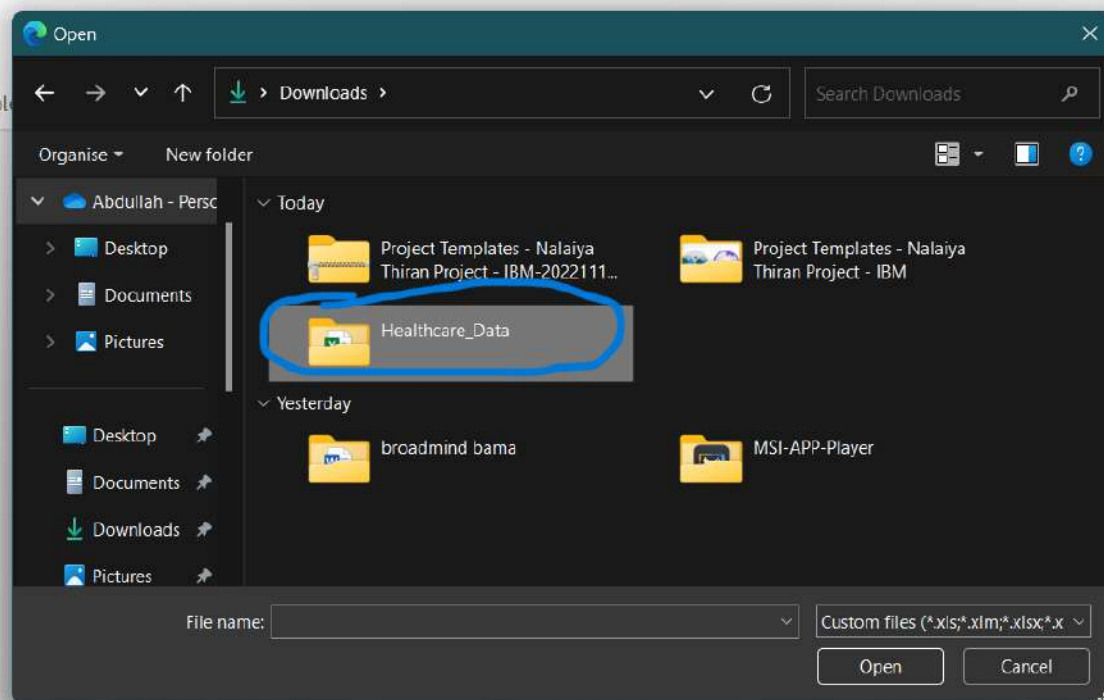 Open
Downloads
Search Downloads
Organise
New folder
Abdullah - Persc
Desktop
Documents
Pictures
Desktop
Documents
Downloads
Pictures
Today
Project Templates - Nalaiya
Thiran Project - IBM-2022111...
Project Templates - Nalaiya
Thiran Project - IBM
Healthcare_Data
Yesterday
broadmind bama
MSI-APP-Player
File name:
Custom files (*.xls;*.xlm;*.xlsx;*.x
Open
Cancel